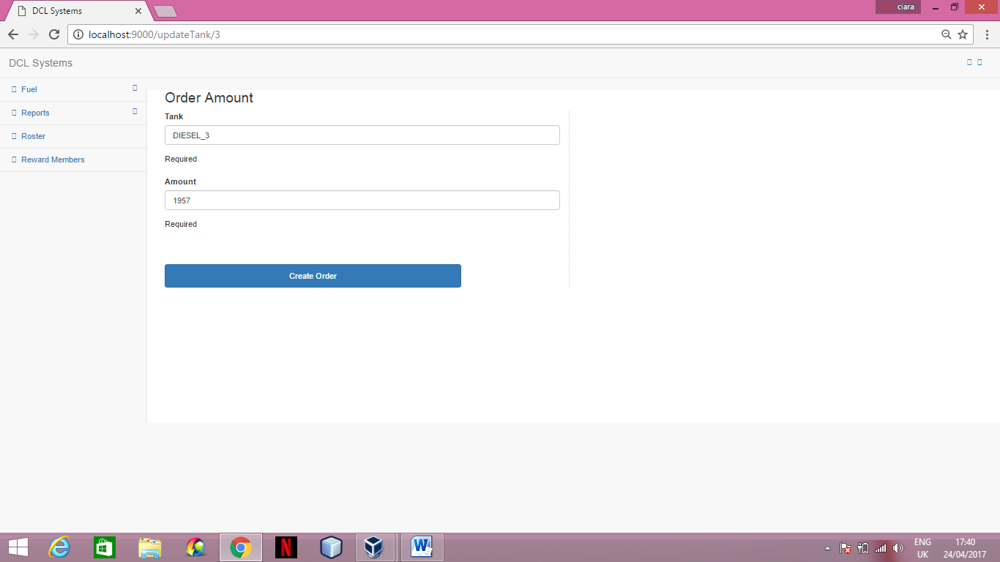 DCL Systems
ciara
localhost:9000/updateTank/3
DCL Systems
Fuel
Reports
Roster
Reward Members
Order Amount
Tank
DIESEL_3
Required
Amount
1957
Required
Create Order
ENG 17:40
UK 24/04/2017